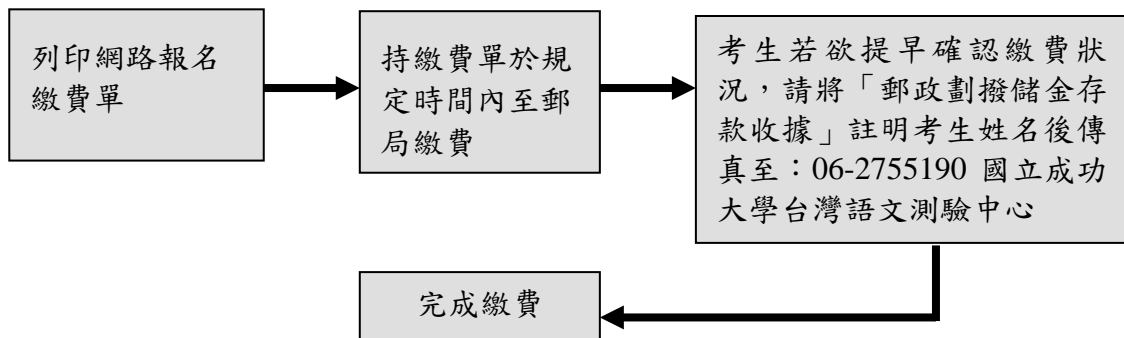 列印網路報名
繳費單
持繳費單於規
定時間內至郵
局繳費
考生若欲提早確認繳費狀
況，請將「郵政劃撥儲金存
款收據」註明考生姓名後傳
真至：06-2755190 國立成功
大學台灣語文測驗中心
完成繳費